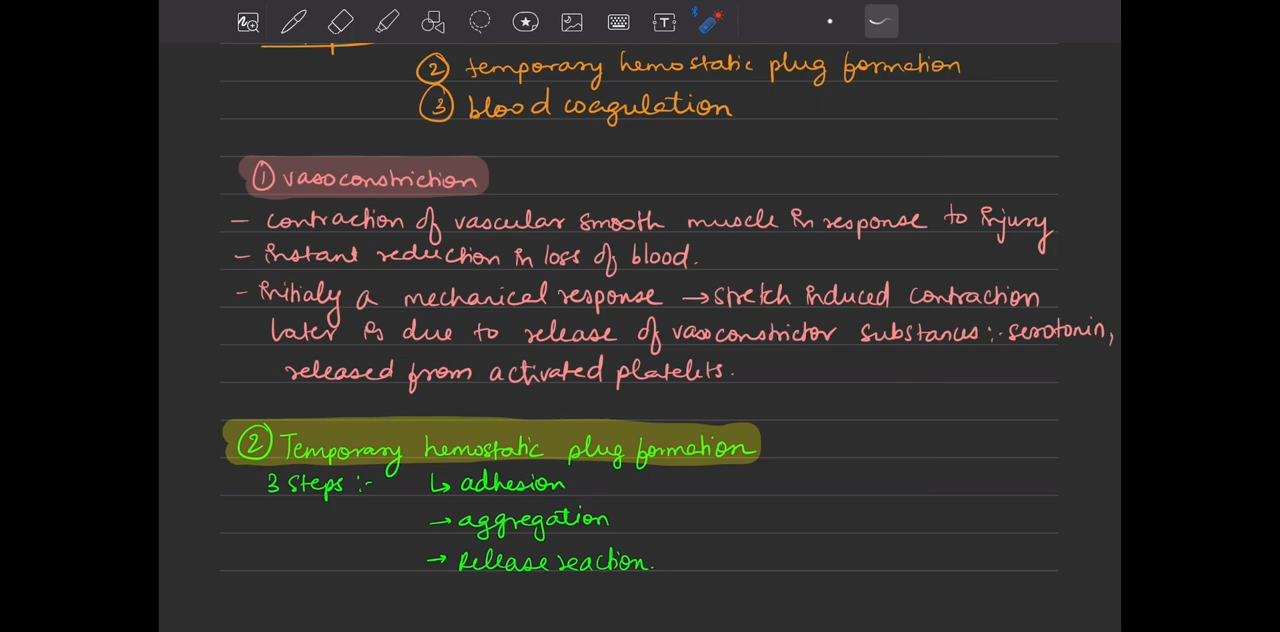 ② temporary hemostatic plug formation
③ blood coagulation
① vasoconstriction
- contraction of vascular smooth muscle in response to injury
- instant reduction in loss of blood.
- initialy a mechanical response → stretch induced contraction
later is due to release of vasoconstrictor substances :- serotonin,
released from activated platelets.
② Temporary hemostatic plug formation
3 steps :- ↳ adhesion
→ aggregation
→ Release reaction.